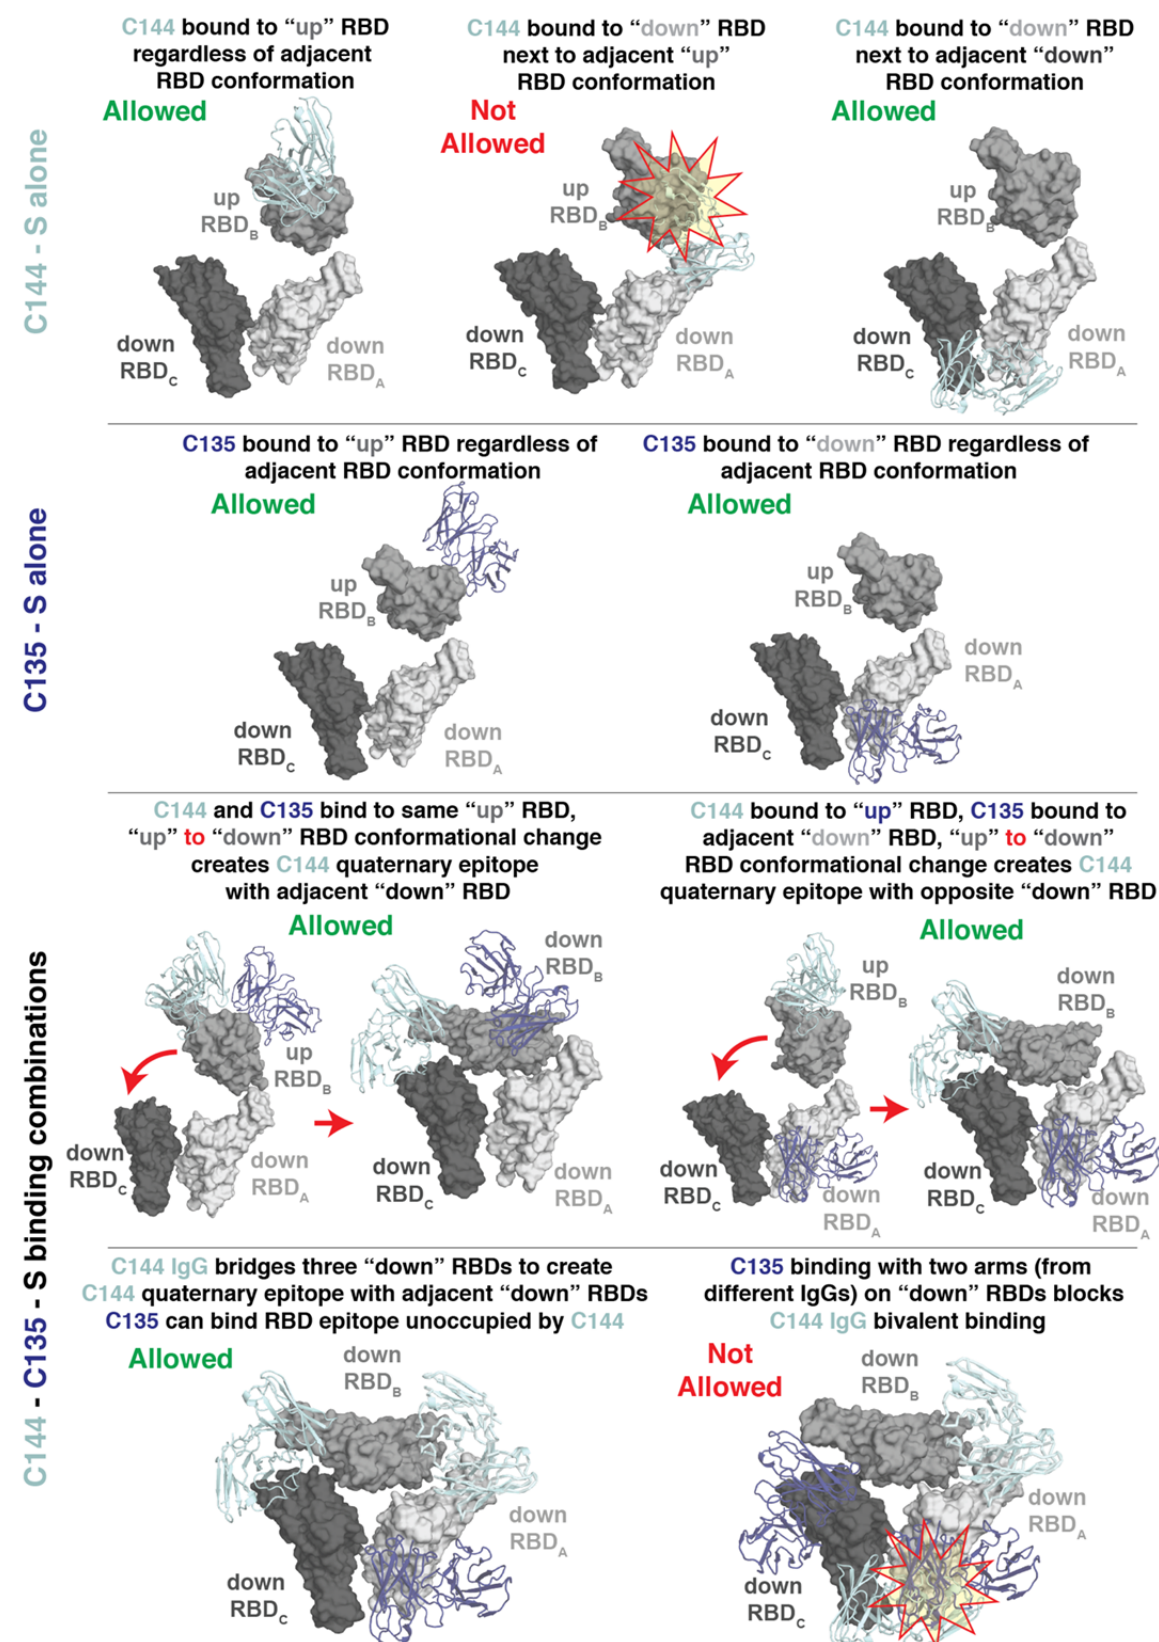 C144 - S alone
C144 bound to “up” RBD
regardless of adjacent
RBD conformation
Allowed
up
RBDB
down
RBDC
down
RBDA
C144 bound to “down” RBD
next to adjacent “up”
RBD conformation
Not
Allowed
up
RBDB
down
RBDC
down
RBDA
C144 bound to “down” RBD
next to adjacent “down”
RBD conformation
Allowed
up
RBDB
down
RBDC
down
RBDA
C135 - S alone
C135 bound to “up” RBD regardless of
adjacent RBD conformation
Allowed
up
RBDB
down
RBDC
down
RBDA
C135 bound to “down” RBD regardless of
adjacent RBD conformation
Allowed
up
RBDB
down
RBDA
down
RBDC
C144 - C135 - S binding combinations
C144 and C135 bind to same “up” RBD,
“up” to “down” RBD conformational change
creates C144 quaternary epitope
with adjacent “down” RBD
Allowed
up
RBDB
down
RBDC
down
RBDA
down
RBDB
down
RBDC
down
RBDA
C144 bound to “up” RBD, C135 bound to
adjacent “down” RBD, “up” to “down”
RBD conformational change creates C144
quaternary epitope with opposite “down” RBD
Allowed
up
RBDB
down
RBDC
down
RBDA
down
RBDB
down
RBDC
down
RBDA
C144 IgG bridges three “down” RBDs to create
C144 quaternary epitope with adjacent “down” RBDs
C135 can bind RBD epitope unoccupied by C144
Allowed
down
RBDB
down
RBDA
down
RBDC
C135 binding with two arms (from
different IgGs) on “down” RBDs blocks
C144 IgG bivalent binding
Not
Allowed
down
RBDB
down
RBDA
down
RBDC